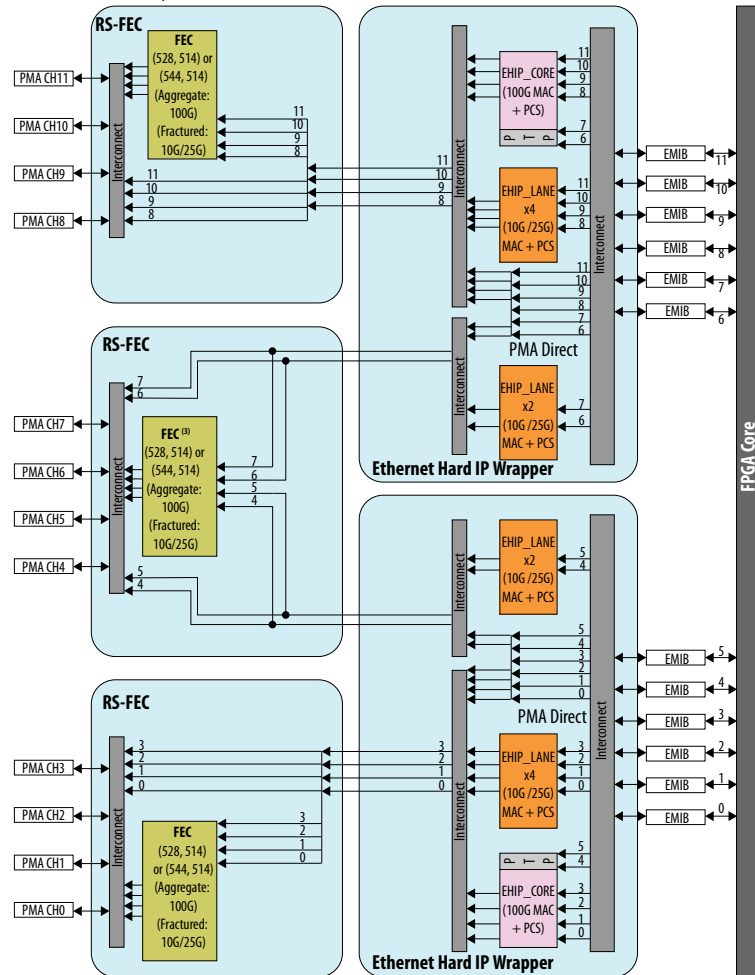 RS-FEC
FEC
(528, 514) or
(544, 514)
(Aggregate:
100G)
(Fractured:
10G/25G)
Interconnect
PMA CH11
PMA CH10
PMA CH9
PMA CH8
11
10
9
8
11
10
9
8
11
10
9
8
Interconnect
EHIP_CORE
(100G MAC
+ PCS)
P T P
11
10
9
8
7
6
EHIP_LANE
x4
(10G /25G)
MAC + PCS
11
10
9
8
11
10
9
8
7
6
PMA Direct
Interconnect
EHIP_LANE
x2
(10G /25G)
MAC + PCS
7
6
Interconnect
Ethernet Hard IP Wrapper
EMIB
11
EMIB
10
EMIB
9
EMIB
8
EMIB
7
EMIB
6
FPGA Core
RS-FEC
7
6
Interconnect
PMA CH7
PMA CH6
PMA CH5
PMA CH4
FEC (3)
(528, 514) or
(544, 514)
(Aggregate:
100G)
(Fractured:
10G/25G)
7
6
5
4
5
4
Interconnect
EHIP_LANE
x2
(10G /25G)
MAC + PCS
5
4
5
4
3
2
1
0
PMA Direct
Interconnect
EMIB
5
EMIB
4
EMIB
3
EMIB
2
EMIB
1
EMIB
0
RS-FEC
PMA CH3
PMA CH2
PMA CH1
PMA CH0
Interconnect
3
2
1
0
FEC
(528, 514)
or (544, 514)
(Aggregate:
100G)
(Fractured:
10G/25G)
3
2
1
0
3
2
1
0
Interconnect
EHIP_LANE
x4
(10G /25G)
MAC + PCS
3
2
1
0
P T P
EHIP_CORE
(100G MAC
+ PCS)
5
4
3
2
1
0
Ethernet Hard IP Wrapper